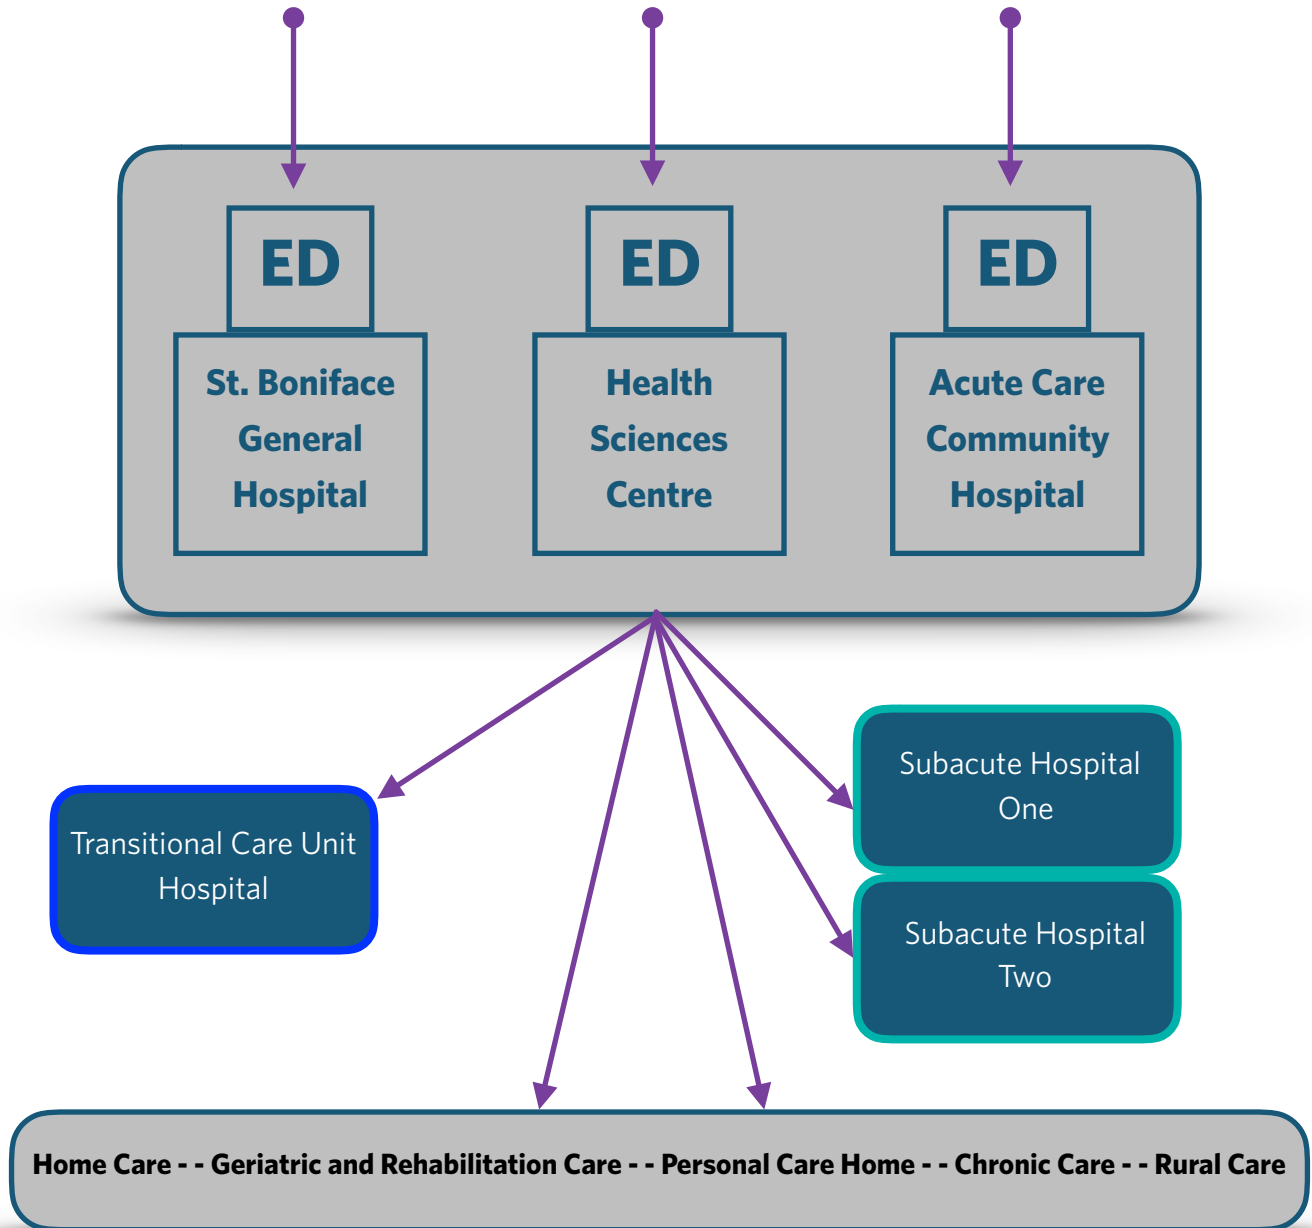 ED
St. Boniface
General
Hospital
ED
Health
Sciences
Centre
ED
Acute Care
Community
Hospital
Transitional Care Unit
Hospital
Subacute Hospital
One
Subacute Hospital
Two
Home Care - - Geriatric and Rehabilitation Care - - Personal Care Home - - Chronic Care - - Rural Care